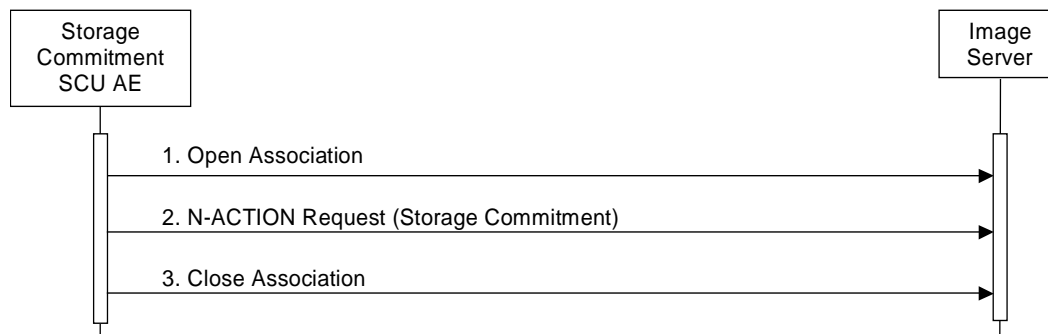 Storage
Commitment
SCU AE
Image
Server
1. Open Association
2. N-ACTION Request (Storage Commitment)
3. Close Association